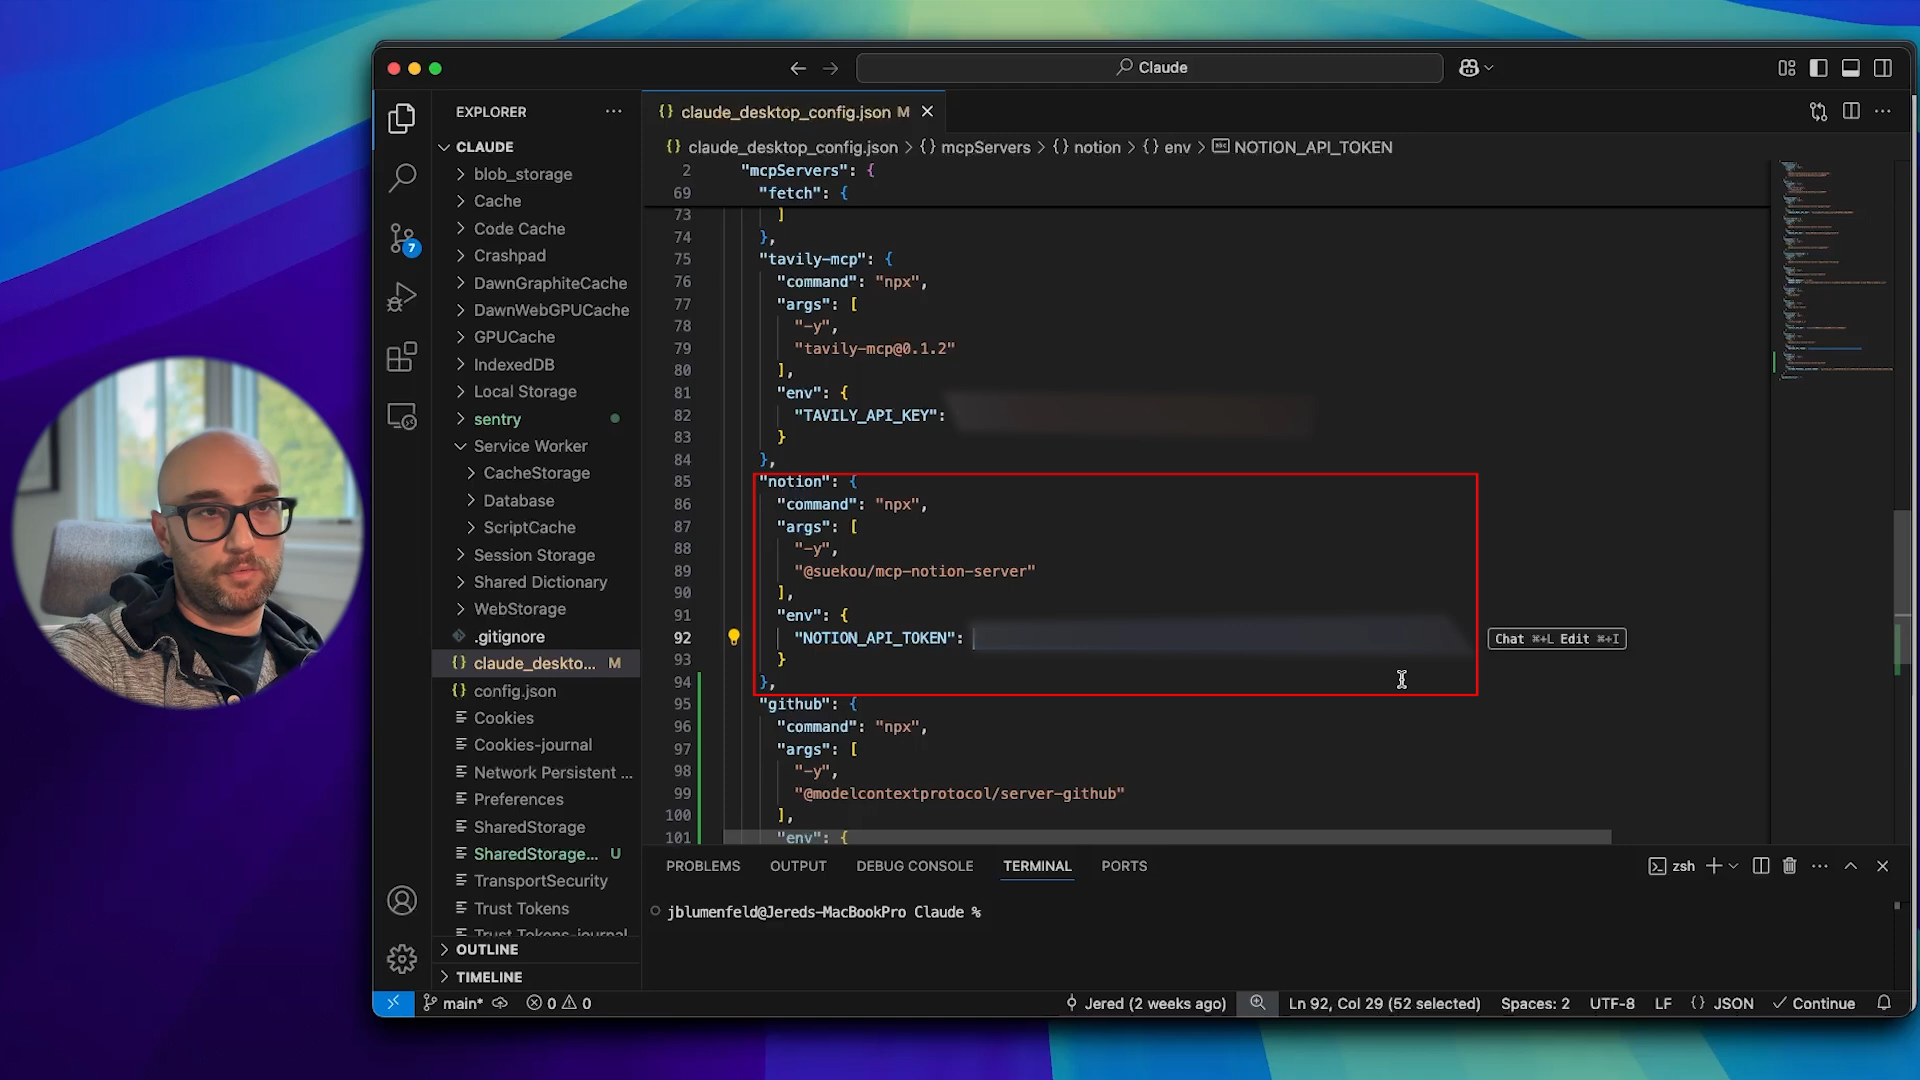 Claude
EXPLORER
CLAUDE
blob_storage
Cache
Code Cache
Crashpad
DawnGraphiteCache
DawnWebGPUCache
GPUCache
IndexedDB
Local Storage
sentry
Service Worker
CacheStorage
Database
ScriptCache
Session Storage
Shared Dictionary
WebStorage
.gitignore
claude_deskto... M
config.json
Cookies
Cookies-journal
Network Persistent ...
Preferences
SharedStorage
SharedStorage... U
TransportSecurity
Trust Tokens
Trust Tokens-journal
OUTLINE
TIMELINE
7
{} claude_desktop_config.json M
{} claude_desktop_config.json > {} mcpServers > {} notion > {} env > NOTION_API_TOKEN
2 "mcpServers": {
69 "fetch": {
73 ]
74 },
75 "tavily-mcp": {
76 "command": "npx",
77 "args": [
78 "-y",
79 "tavily-mcp@0.1.2"
80 ],
81 "env": {
82 "TAVILY_API_KEY":
83 }
84 },
85 "notion": {
86 "command": "npx",
87 "args": [
88 "-y",
89 "@suekou/mcp-notion-server"
90 ],
91 "env": {
92 "NOTION_API_TOKEN":
Chat ⌘+L Edit ⌘+I
93 }
94 },
95 "github": {
96 "command": "npx",
97 "args": [
98 "-y",
99 "@modelcontextprotocol/server-github"
100 ],
101 "env": {
PROBLEMS OUTPUT DEBUG CONSOLE TERMINAL PORTS
zsh
jblumenfeld@Jereds-MacBookPro Claude %
main* 0 0 Jered (2 weeks ago) Ln 92, Col 29 (52 selected) Spaces: 2 UTF-8 LF {} JSON ✓ Continue